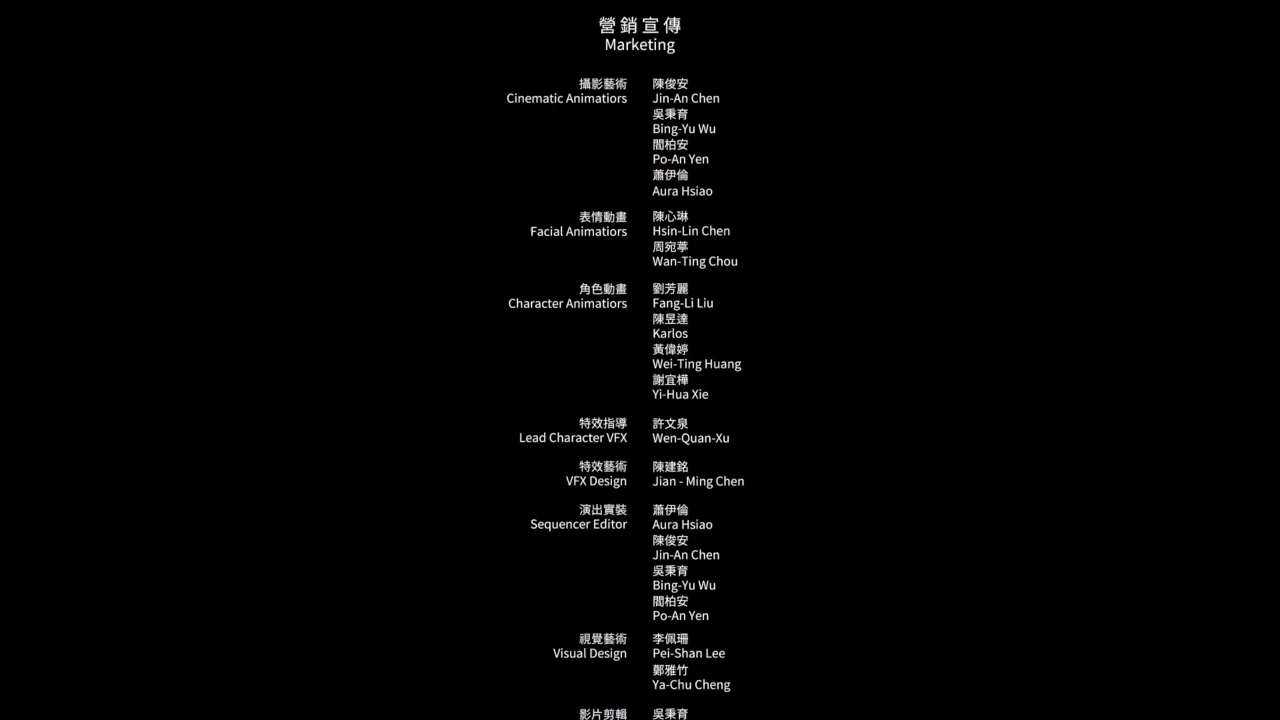 營銷宣傳
Marketing
攝影藝術 陳俊安
Cinematic Animatiors Jin-An Chen
吳秉育
Bing-Yu Wu
閻柏安
Po-An Yen
蕭伊倫
Aura Hsiao
表情動畫 陳心琳
Facial Animatiors Hsin-Lin Chen
周宛葶
Wan-Ting Chou
角色動畫 劉芳麗
Character Animatiors Fang-Li Liu
陳昱達
Karlos
黃偉婷
Wei-Ting Huang
謝宜樺
Yi-Hua Xie
特效指導 許文泉
Lead Character VFX Wen-Quan-Xu
特效藝術 陳建銘
VFX Design Jian - Ming Chen
演出實裝 蕭伊倫
Sequencer Editor Aura Hsiao
陳俊安
Jin-An Chen
吳秉育
Bing-Yu Wu
閻柏安
Po-An Yen
視覺藝術 李佩珊
Visual Design Pei-Shan Lee
鄭雅竹
Ya-Chu Cheng
影片剪輯 吳秉育